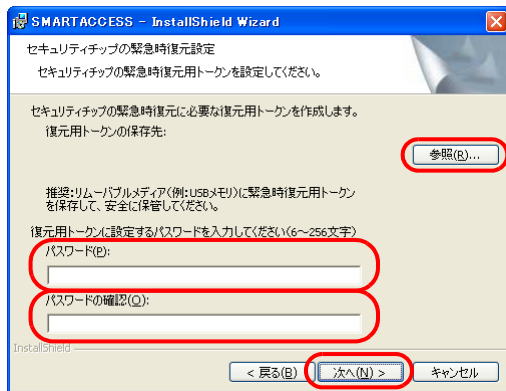 SMARTACCESS - InstallShield Wizard
セキュリティチップの緊急時復元設定
セキュリティチップの緊急時復元用トークンを設定してください。
セキュリティチップの緊急時復元に必要な復元用トークンを作成します。
復元用トークンの保存先:
参照(R)...
推奨:リムーバブルメディア(例:USBメモリ)に緊急時復元用トークン
を保存して、安全に保管してください。
復元用トークンに設定するパスワードを入力してください(6～256文字)
パスワード(P):
パスワードの確認(O):
InstallShield
< 戻る(B)
次へ(N) >
キャンセル